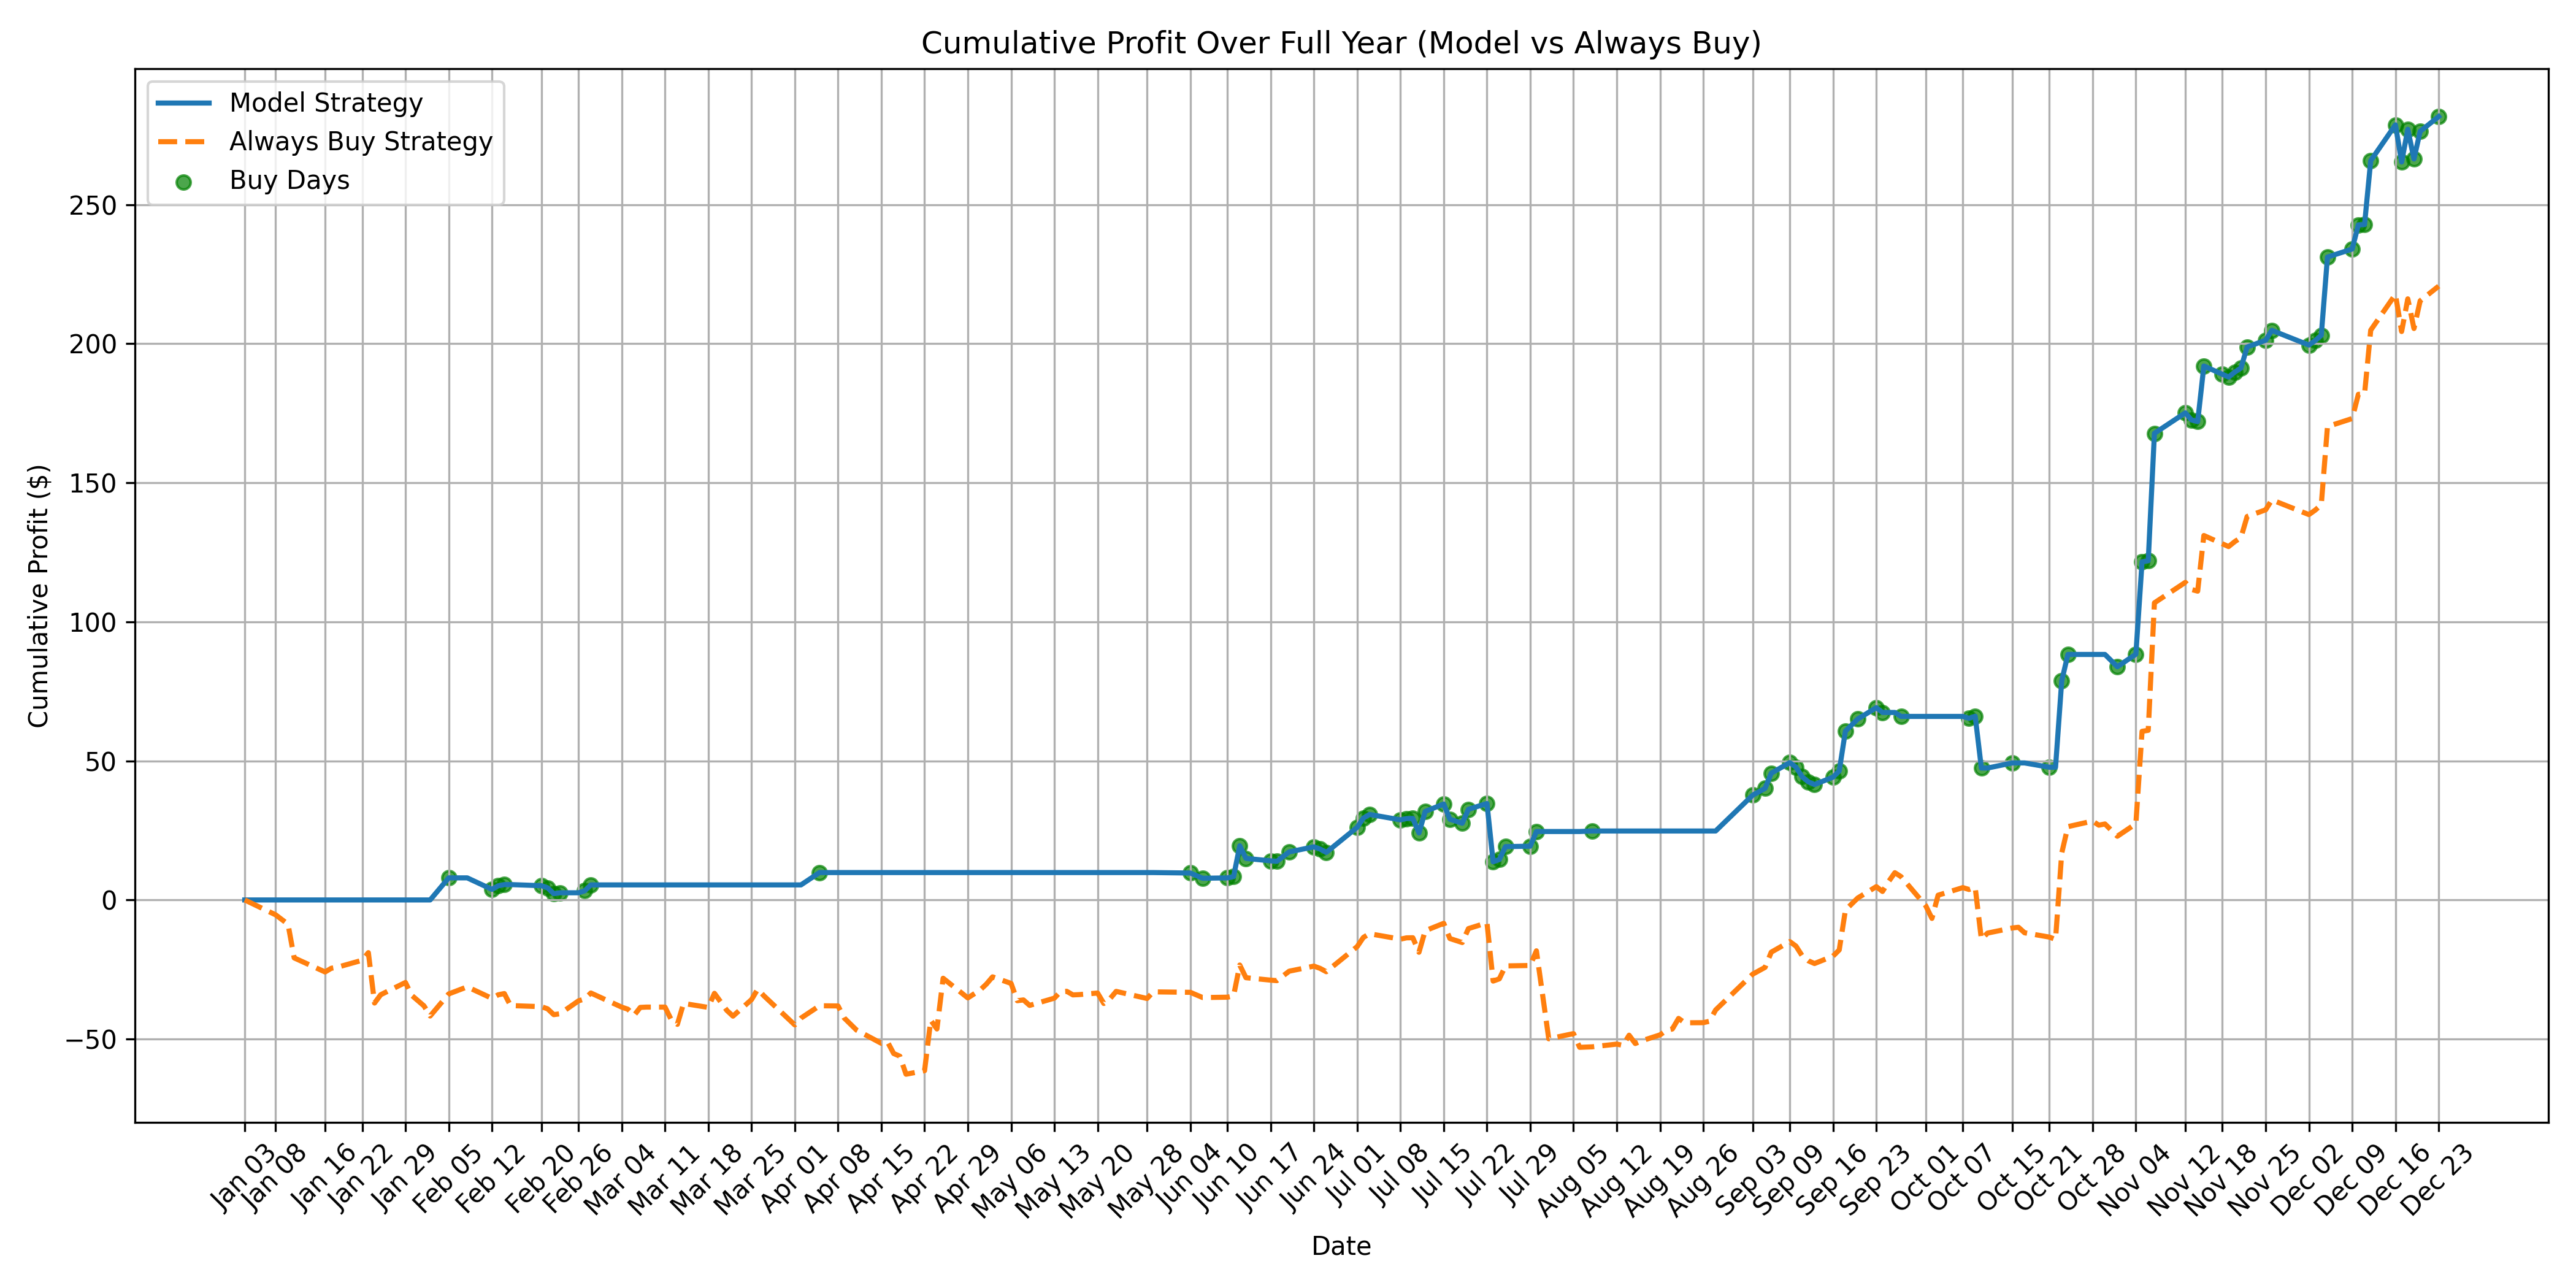 Cumulative Profit Over Full Year (Model vs Always Buy)
Model Strategy
Always Buy Strategy
Buy Days
Cumulative Profit ($)
250
200
150
100
50
0
−50
Jan 03
Jan 08
Jan 16
Jan 22
Jan 29
Feb 05
Feb 12
Feb 20
Feb 26
Mar 04
Mar 11
Mar 18
Mar 25
Apr 01
Apr 08
Apr 15
Apr 22
Apr 29
May 06
May 13
May 20
May 28
Jun 04
Jun 10
Jun 17
Jun 24
Jul 01
Jul 08
Jul 15
Jul 22
Jul 29
Aug 05
Aug 12
Aug 19
Aug 26
Sep 03
Sep 09
Sep 16
Sep 23
Oct 01
Oct 07
Oct 15
Oct 21
Oct 28
Nov 04
Nov 12
Nov 18
Nov 25
Dec 02
Dec 09
Dec 16
Dec 23
Date